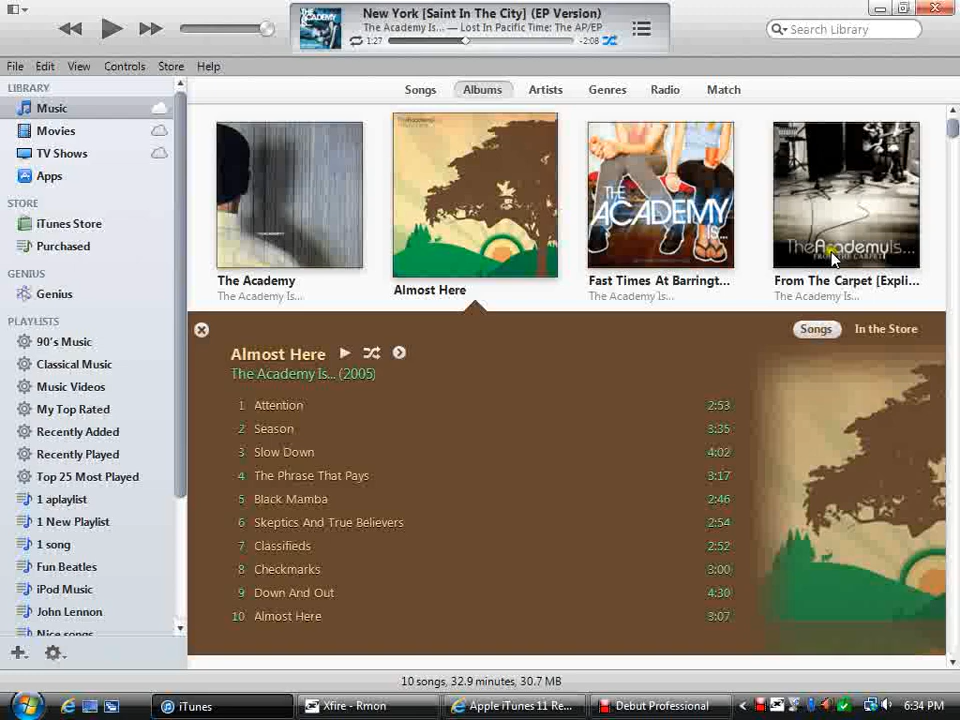 New York [Saint In The City] (EP Version)
The Academy Is... — Lost In Pacific Time: The AP/EP
1:27
-2:08
Search Library
File Edit View Controls Store Help
Songs Albums Artists Genres Radio Match
LIBRARY
Music
Movies
TV Shows
Apps
STORE
iTunes Store
Purchased
GENIUS
Genius
PLAYLISTS
90's Music
Classical Music
Music Videos
My Top Rated
Recently Added
Recently Played
Top 25 Most Played
1 aplaylist
1 New Playlist
1 song
Fun Beatles
iPod Music
John Lennon
Nice songs
THE ACADEMY IS...
TheAcademyIs...
FROM THE CARPET
The Academy
The Academy Is...
Almost Here
Fast Times At Barringt...
The Academy Is...
From The Carpet [Expli...
The Academy Is...
Songs In the Store
Almost Here
The Academy Is... (2005)
1 Attention 2:53
2 Season 3:35
3 Slow Down 4:02
4 The Phrase That Pays 3:17
5 Black Mamba 2:46
6 Skeptics And True Believers 2:54
7 Classifieds 2:52
8 Checkmarks 3:00
9 Down And Out 4:30
10 Almost Here 3:07
10 songs, 32.9 minutes, 30.7 MB
iTunes
Xfire - Rmon
Apple iTunes 11 Re...
Debut Professional
6:34 PM